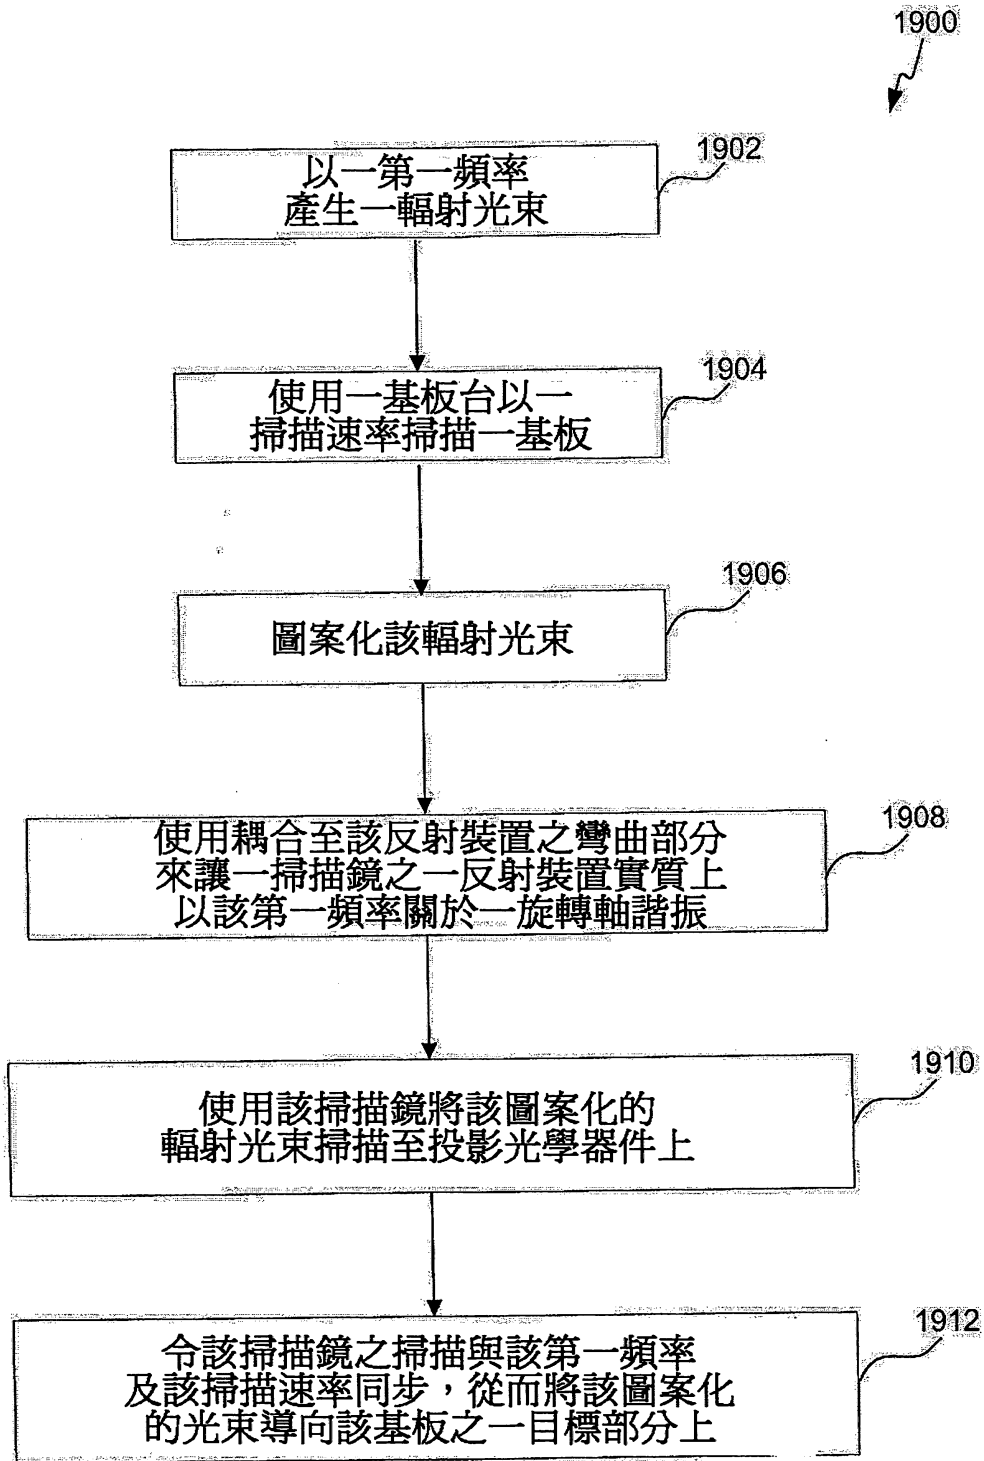 1900
1902
以一第一頻率
產生一輻射光束
1904
使用一基板台以一
掃描速率掃描一基板
1906
圖案化該輻射光束
1908
使用耦合至該反射裝置之彎曲部分
來讓一掃描鏡之一反射裝置實質上
以該第一頻率關於一旋轉軸諧振
1910
使用該掃描鏡將該圖案化的
輻射光束掃描至投影光學器件上
1912
令該掃描鏡之掃描與該第一頻率
及該掃描速率同步，從而將該圖案化
的光束導向該基板之一目標部分上